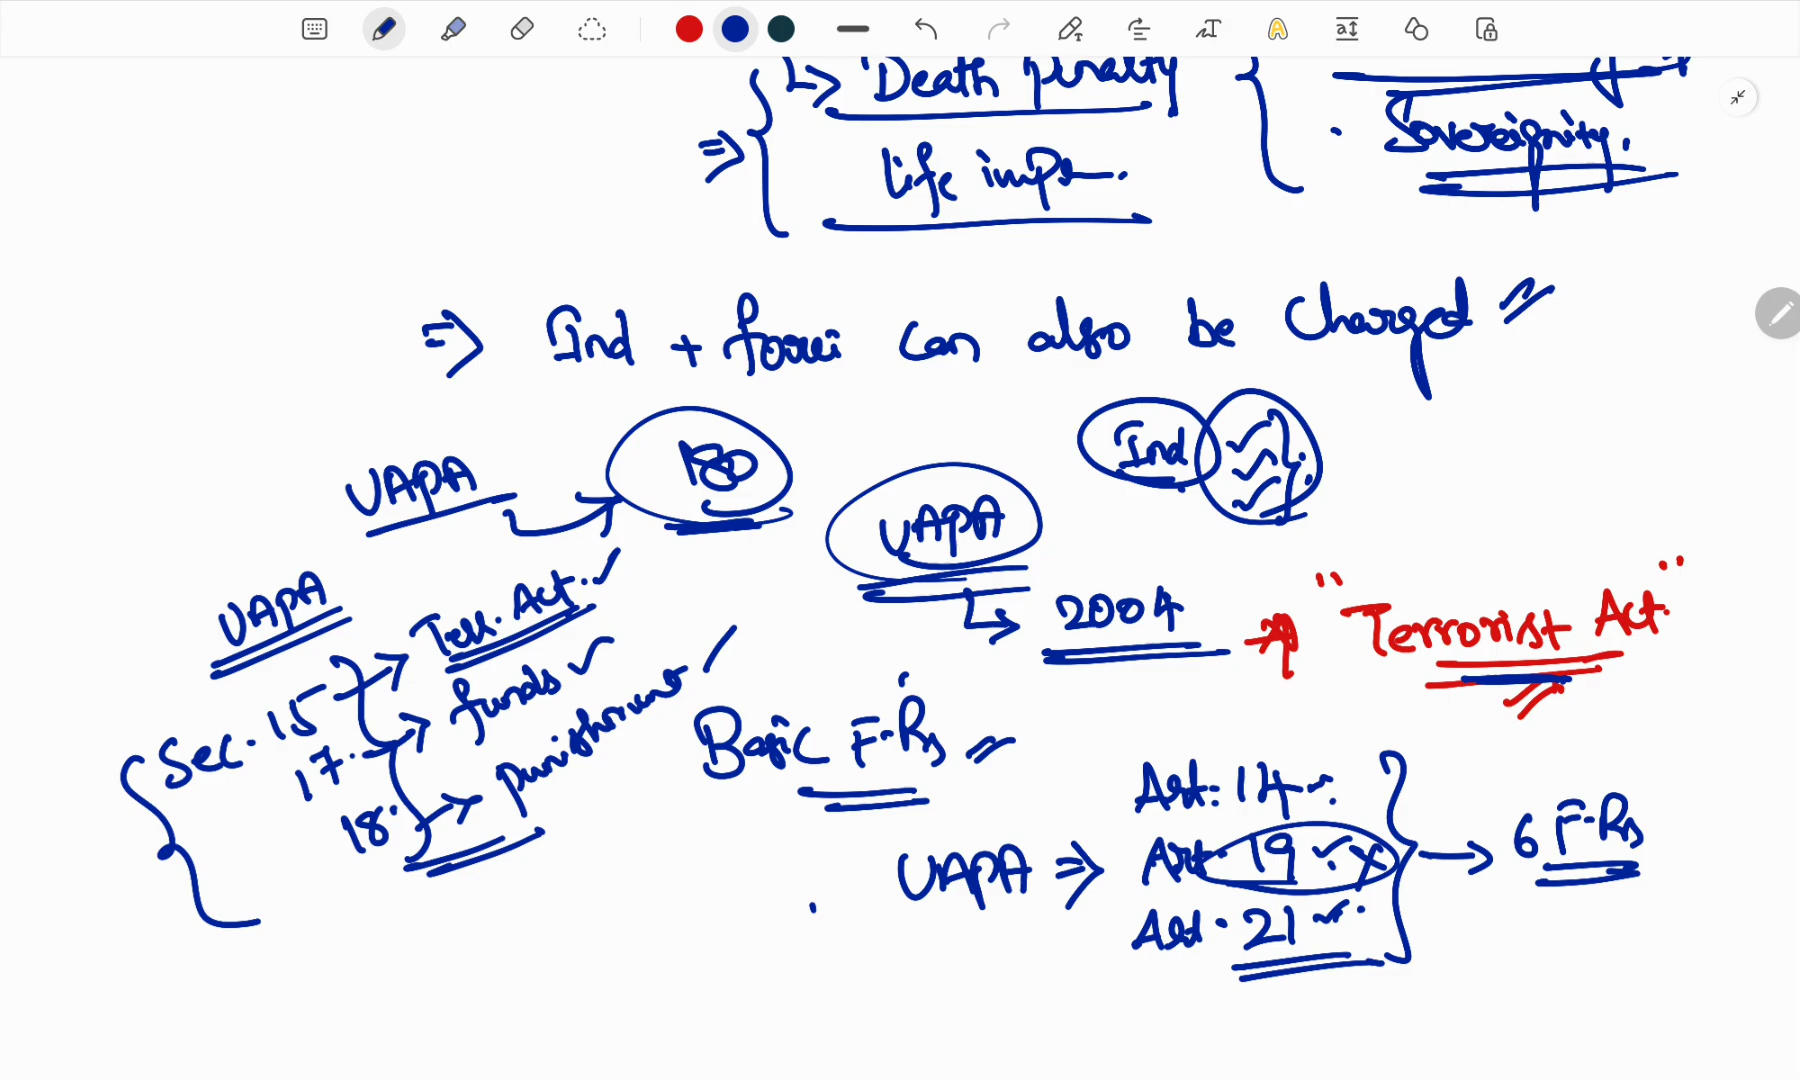 "Death penalty
Sovereignity.
life imp—.
⇒ Ind + forei can also be charged
UAPA
Ind
UAPA
↳ 2004 → "Terrorist Act"
UAPA
Sec. 15 → Terr. Act. ✓
17. → funds ✓
18. → punishment ✓
Basic F.Rs
Art. 14
UAPA ⇒ Art. 19 ✓ x → 6 F.Rs
Art. 21